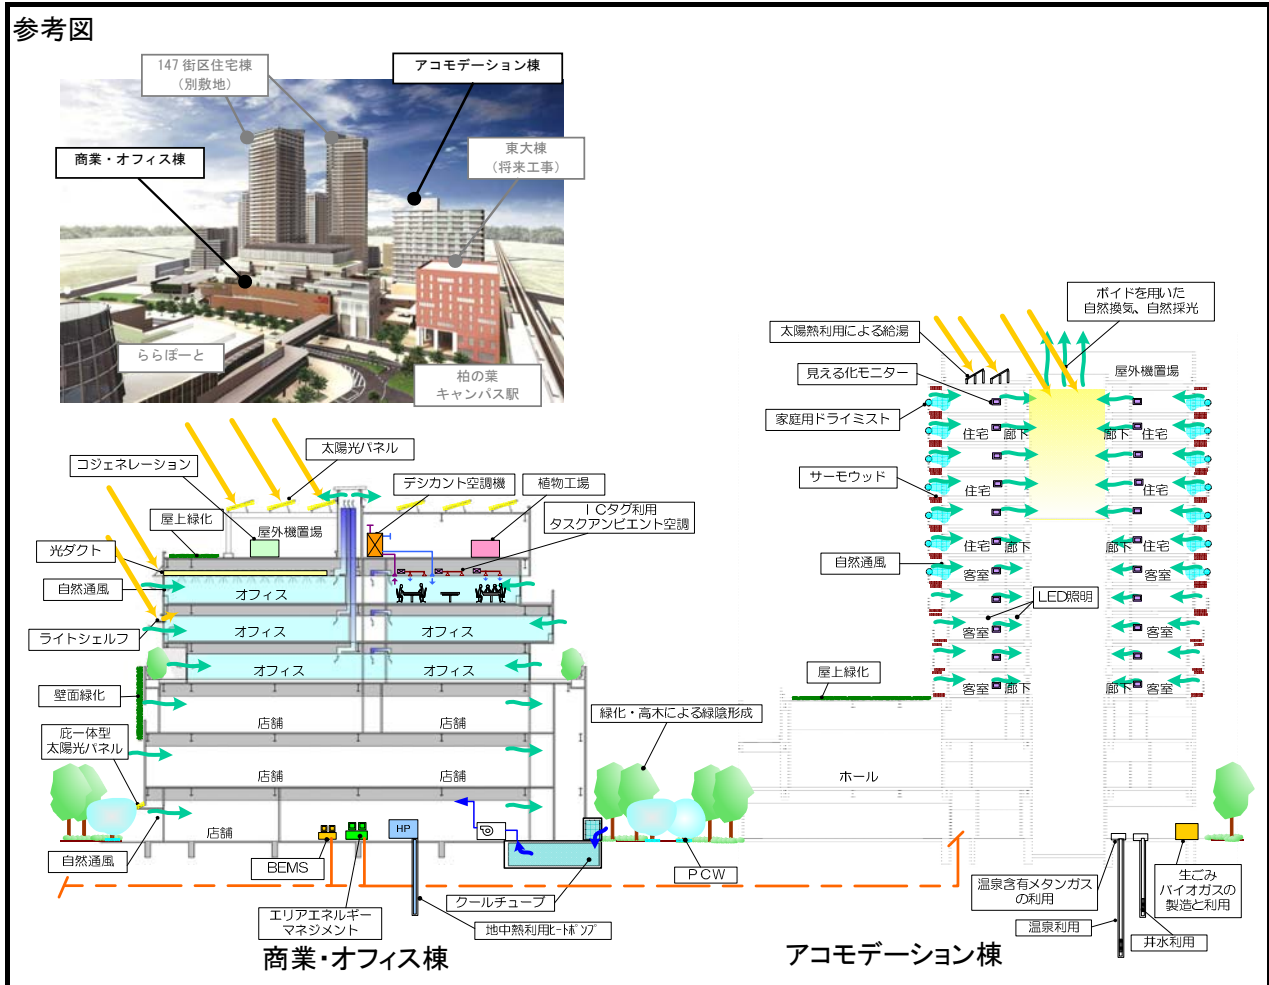 参考図
147 街区住宅棟
(別敷地)
アコモデーション棟
商業・オフィス棟
東大棟
(将来工事)
ららぽーと
柏の葉
キャンパス駅
ボイドを用いた
自然換気、自然採光
太陽熱利用による給湯
見える化モニター
屋外機置場
家庭用ドライミスト
住宅
廊下
廊下
住宅
サーモウッド
住宅
住宅
住宅
廊下
廊下
住宅
自然通風
客室
客室
LED照明
客室
客室
屋上緑化
客室
廊下
廊下
客室
ホール
太陽光パネル
コジェネレーション
デシカント空調機
植物工場
ＩＣタグ利用
タスクアンビエント空調
屋上緑化
屋外機置場
光ダクト
自然通風
オフィス
ライトシェルフ
オフィス
オフィス
オフィス
オフィス
壁面緑化
店舗
緑化・高木による緑陰形成
庇一体型
太陽光パネル
店舗
店舗
店舗
HP
自然通風
BEMS
PCW
クールチューブ
エリアエネルギー
マネジメント
地中熱利用ﾋｰﾄﾎﾟﾝﾌﾟ
温泉含有メタンガス
の利用
生ごみ
バイオガスの
製造と利用
温泉利用
井水利用
商業・オフィス棟
アコモデーション棟